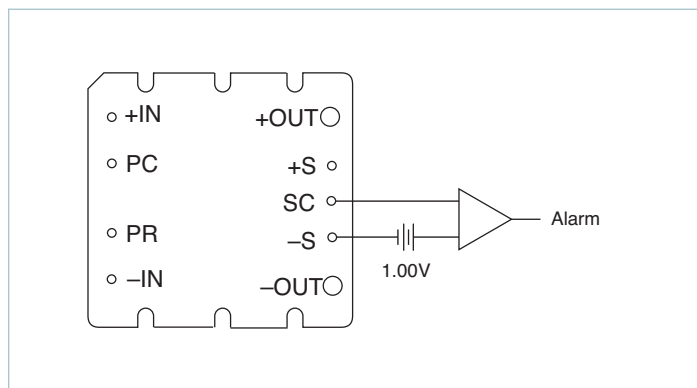 +IN
+OUT
PC
+S
SC
PR
–S
–IN
–OUT
1.00V
Alarm